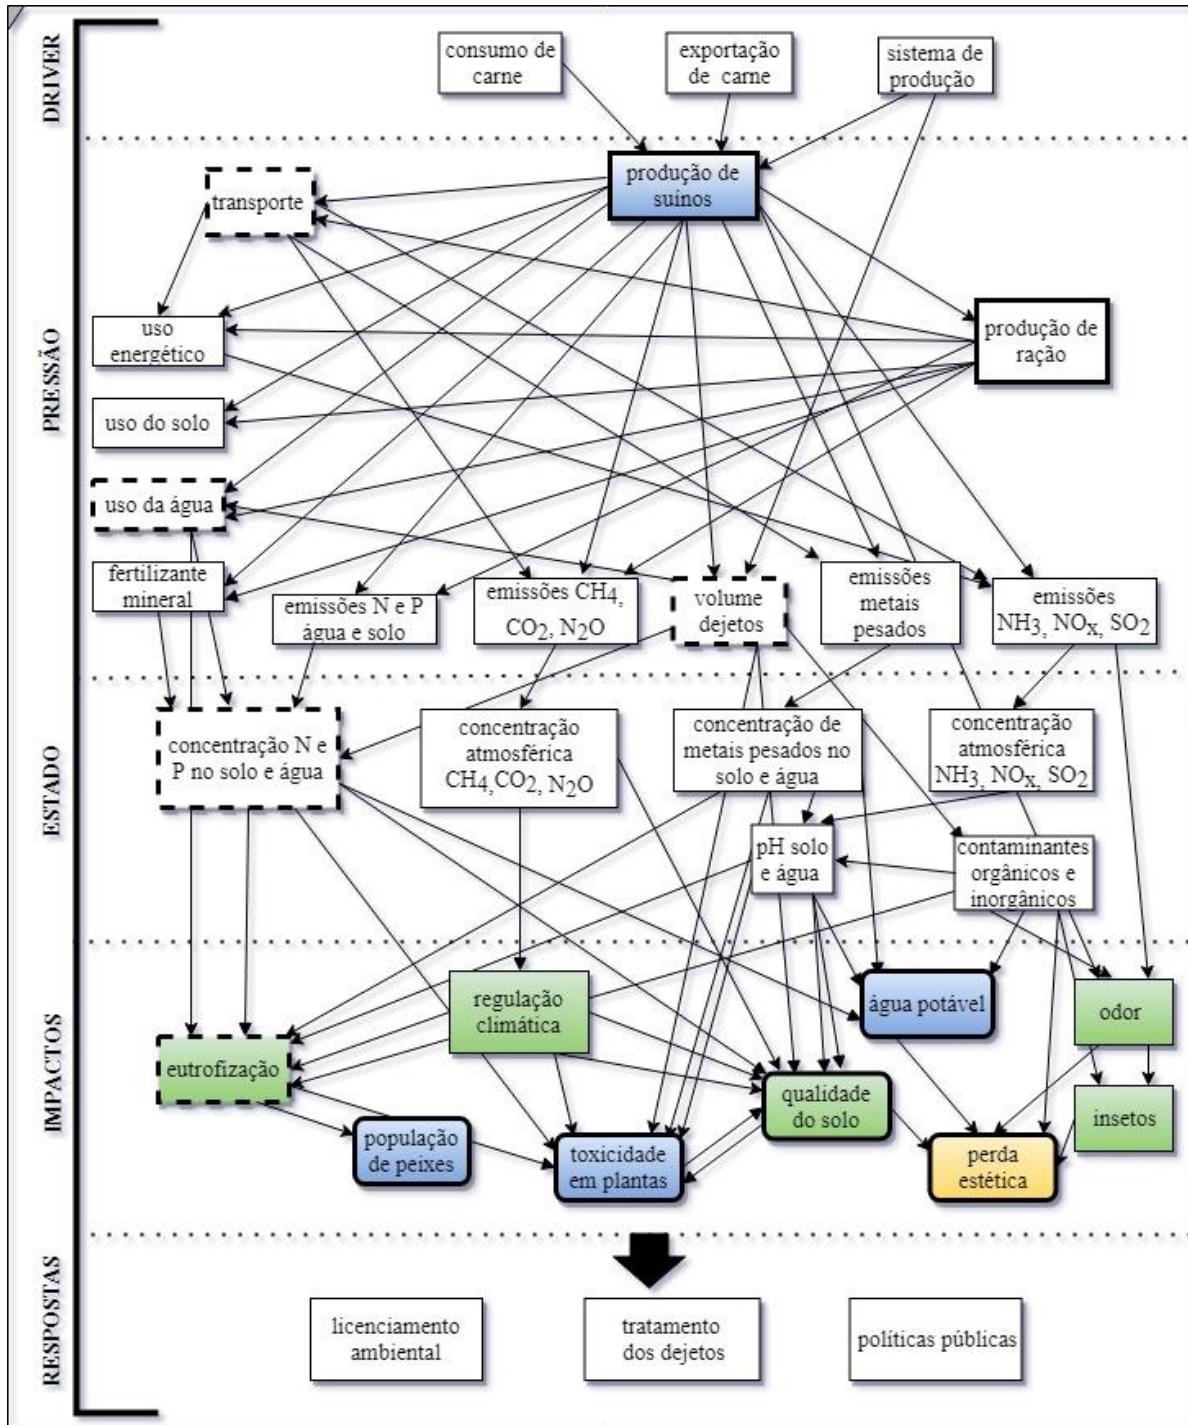 DRIVER
consumo de
carne
exportação
de carne
sistema de
produção
PRESSÃO
produção de
suínos
transporte
uso
energético
produção de
ração
uso do solo
uso da água
fertilizante
mineral
emissões N e P
água e solo
emissões CH4,
CO2, N2O
volume
dejetos
emissões
metais
pesados
emissões
NH3, NOx, SO2
ESTADO
concentração N e
P no solo e água
concentração
atmosférica
CH4,CO2, N2O
concentração de
metais pesados no
solo e água
concentração
atmosférica
NH3, NOx, SO2
pH solo
e água
contaminantes
orgânicos e
inorgânicos
IMPACTOS
regulação
climática
água potável
odor
eutrofização
qualidade
do solo
insetos
população
de peixes
toxicidade
em plantas
perda
estética
RESPOSTAS
licenciamento
ambiental
tratamento
dos dejetos
políticas públicas